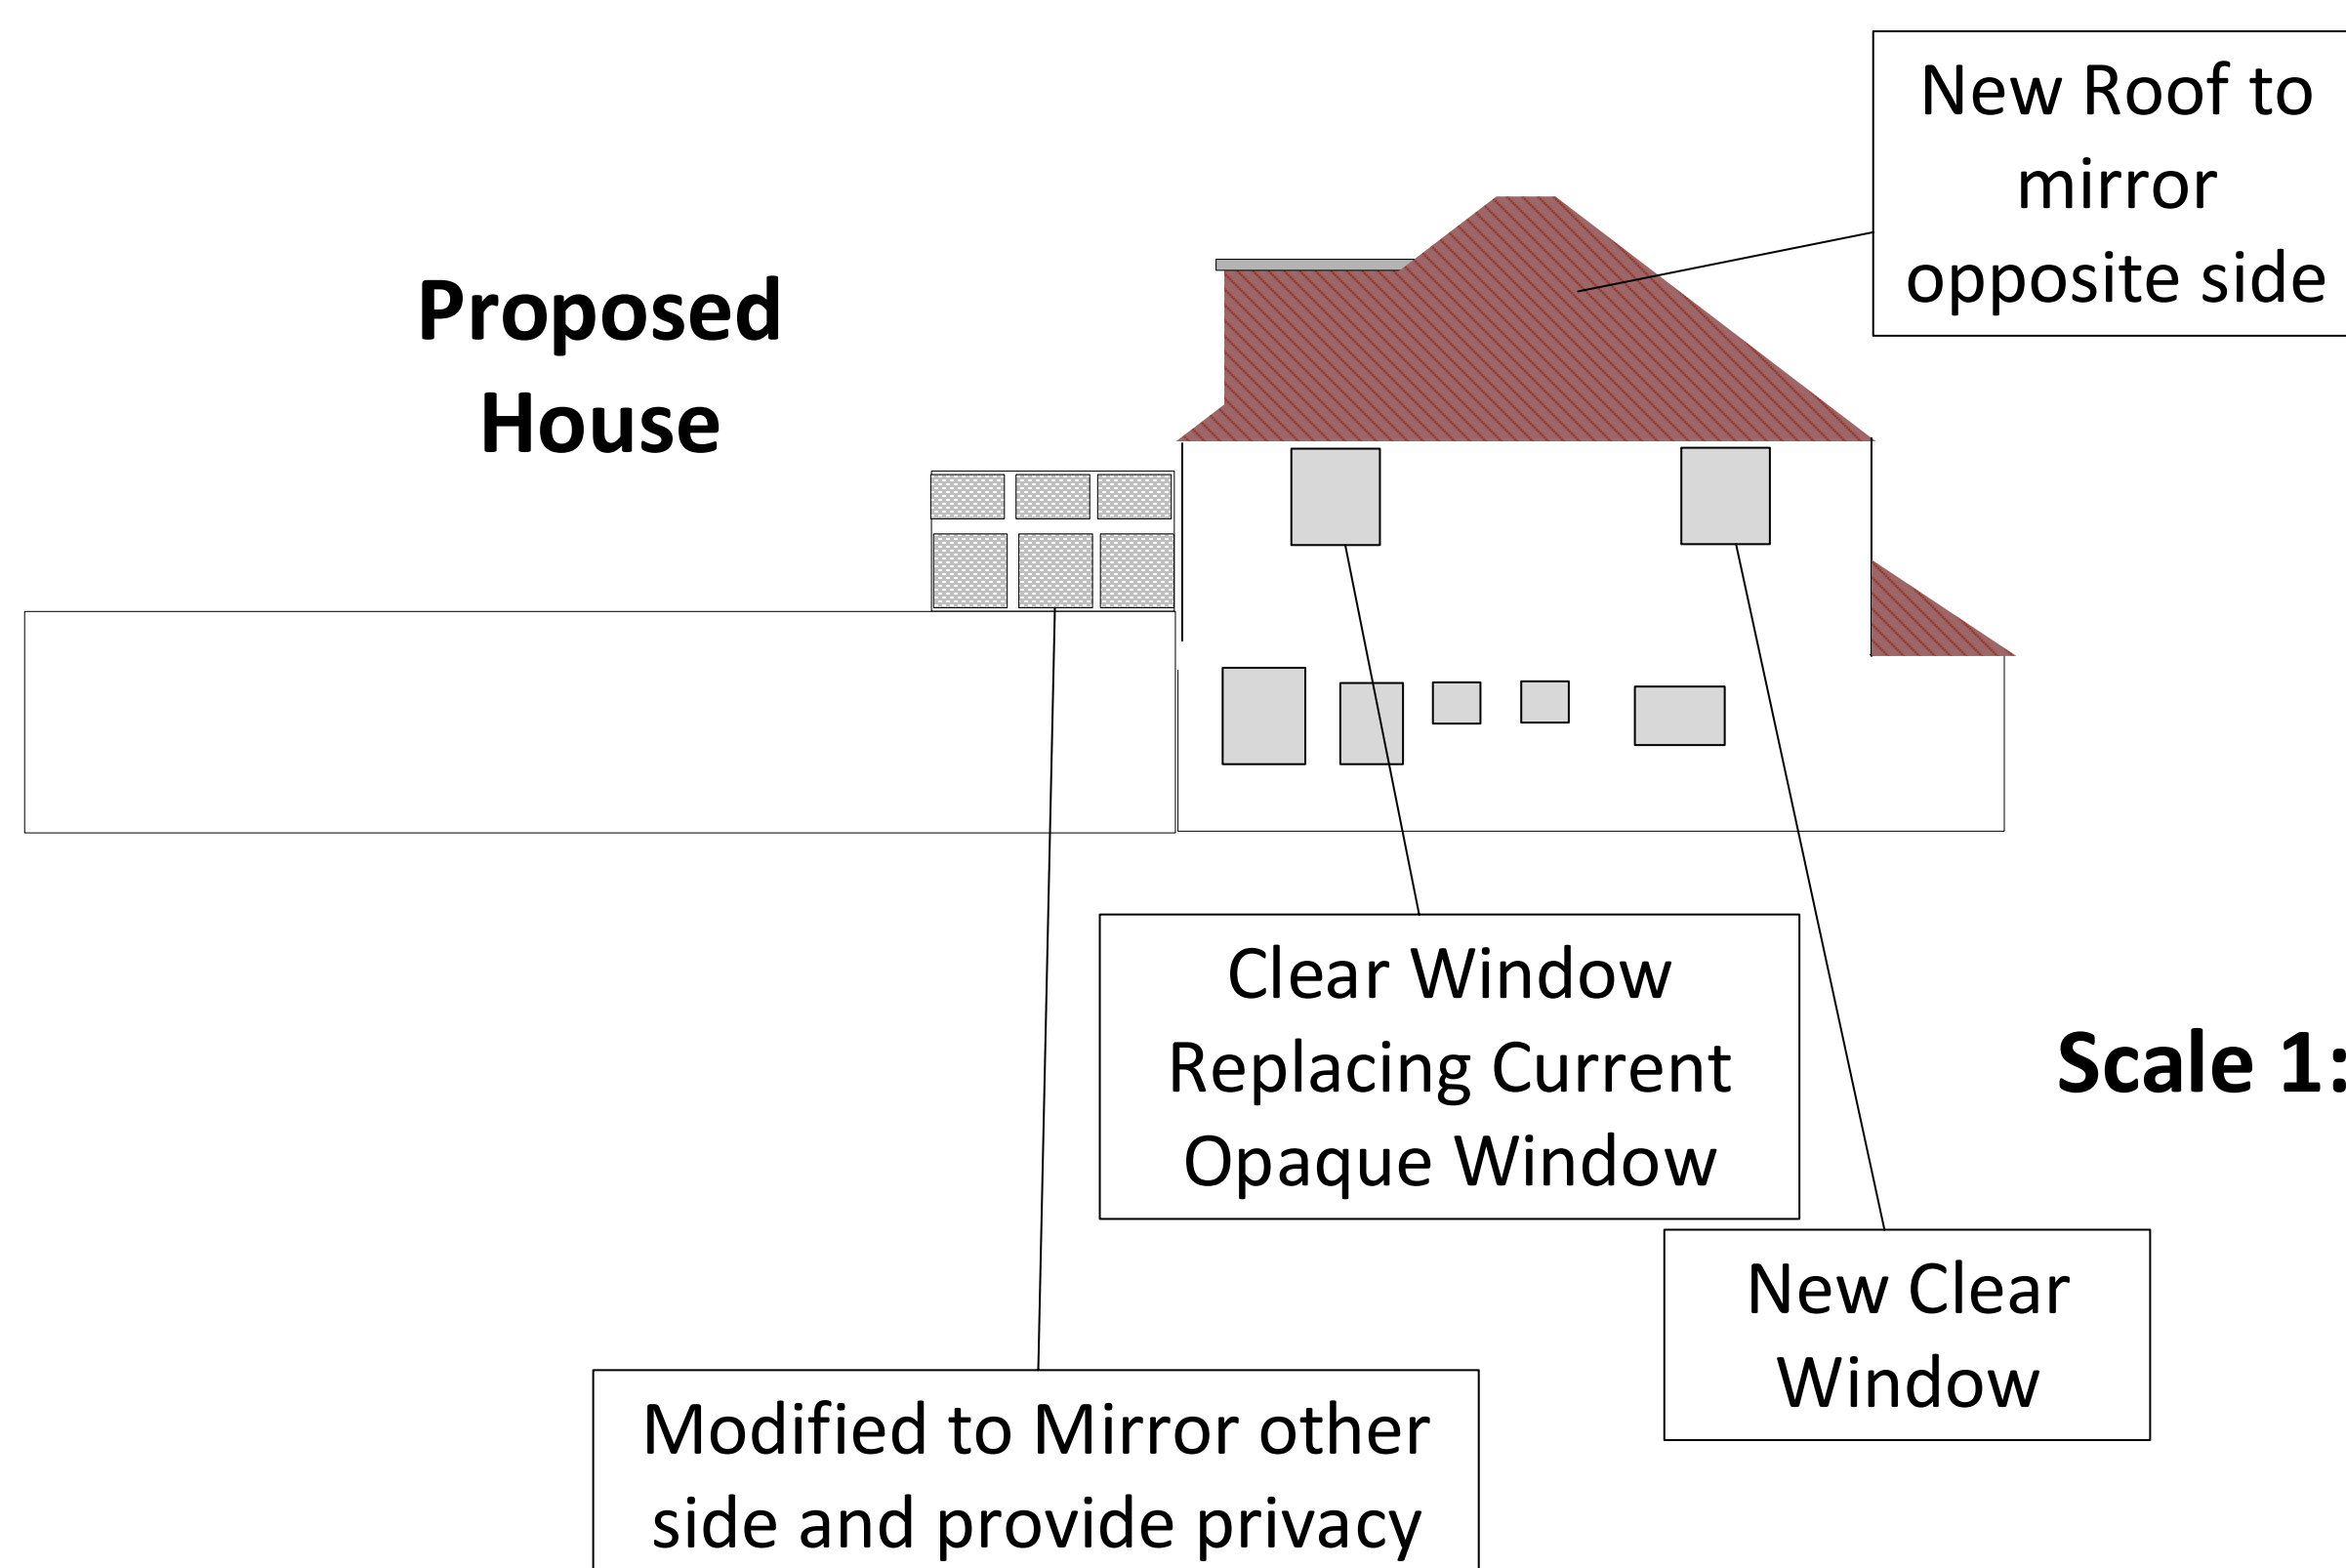 New Roof to
mirror
opposite side
Proposed
House
Clear Window
Replacing Current
Opaque Window
Scale 1:
New Clear
Window
Modified to Mirror other
side and provide privacy